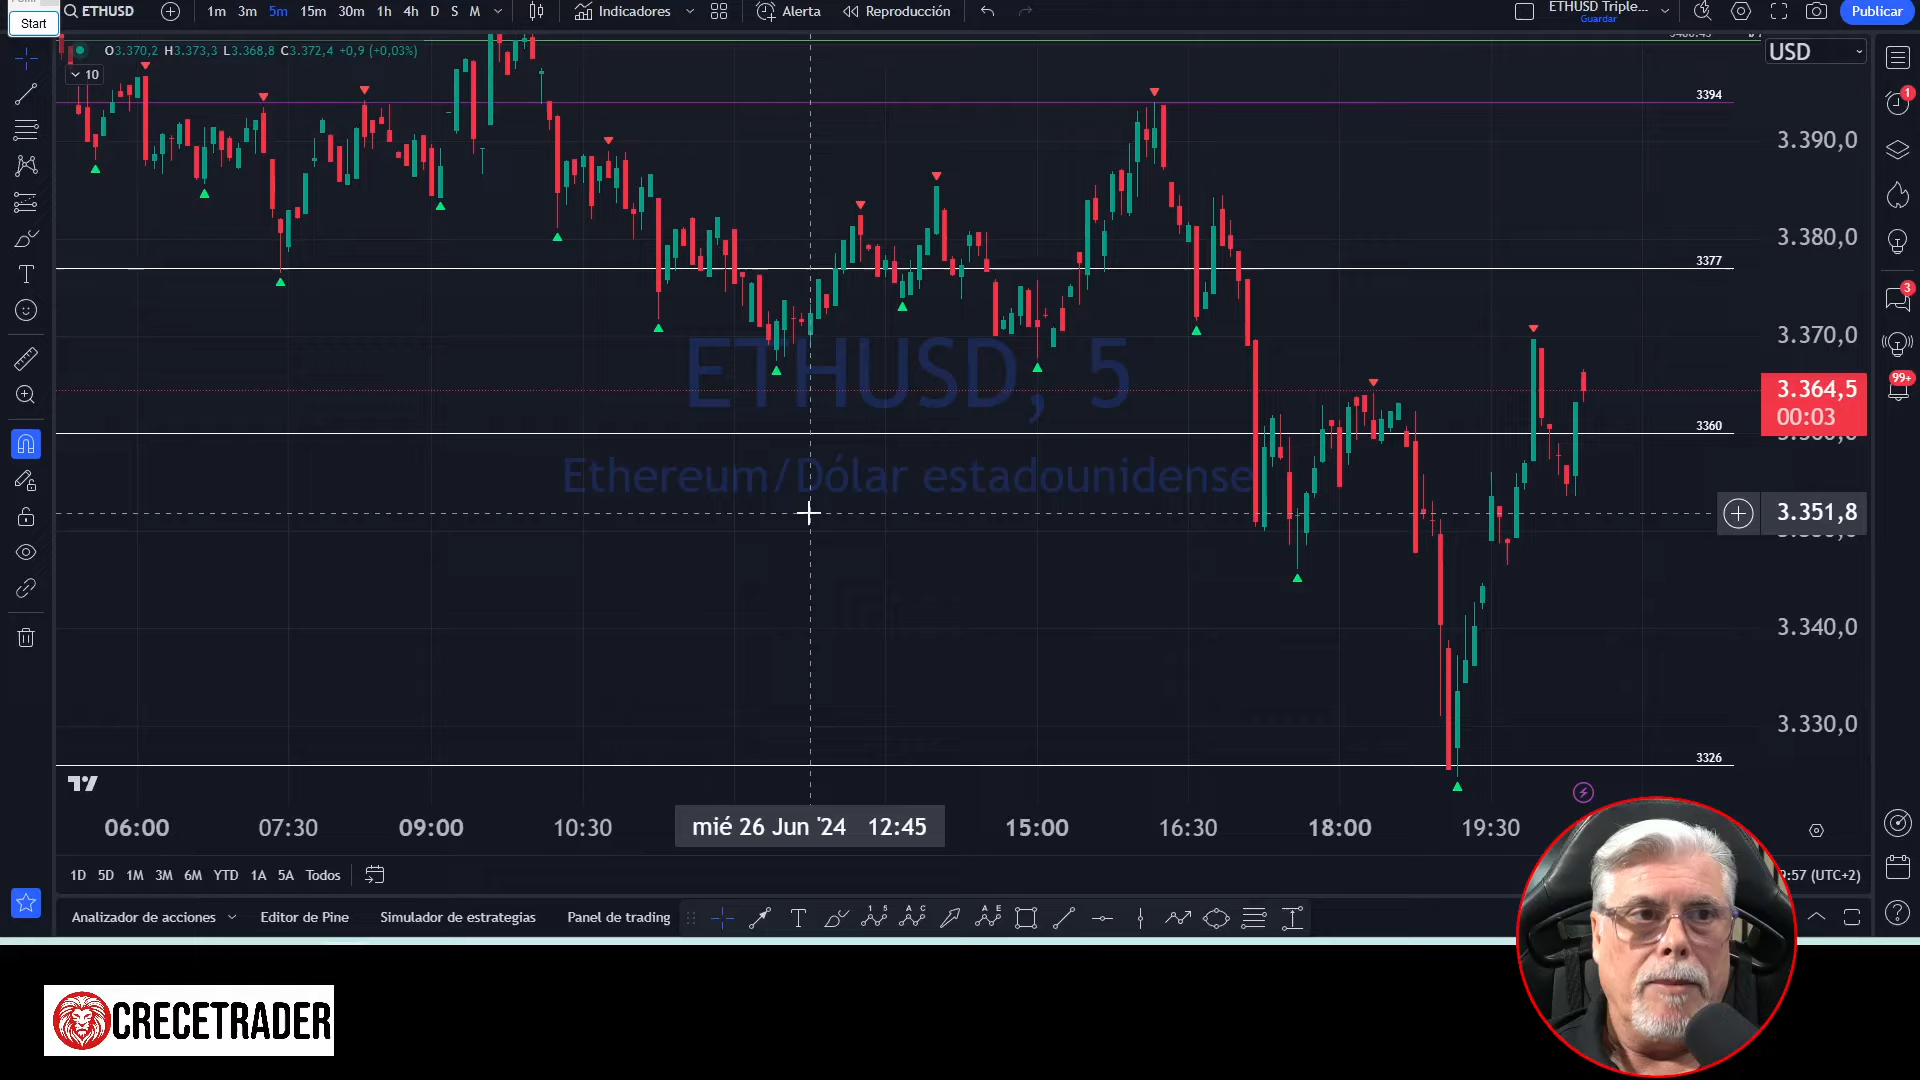 Start
ETHUSD
1m 3m 5m 15m 30m 1h 4h D S M
Indicadores
Alerta
Reproducción
ETHUSD Triple...
Guardar
Publicar
O3.370,2 H3.373,3 L3.368,8 C3.372,4 +0,9 (+0,03%)
USD
10
3394
3.390,0
3.380,0
3377
3.370,0
ETHUSD, 5
3.364,5
00:03
3360
Ethereum/Dólar estadounidense
3.351,8
3.340,0
3.330,0
3326
1
3
99+
06:00 07:30 09:00 10:30 mié 26 Jun '24 12:45 15:00 16:30 18:00 19:30
1D 5D 1M 3M 6M YTD 1A 5A Todos
:57 (UTC+2)
Analizador de acciones Editor de Pine Simulador de estrategias Panel de trading
CRECETRADER